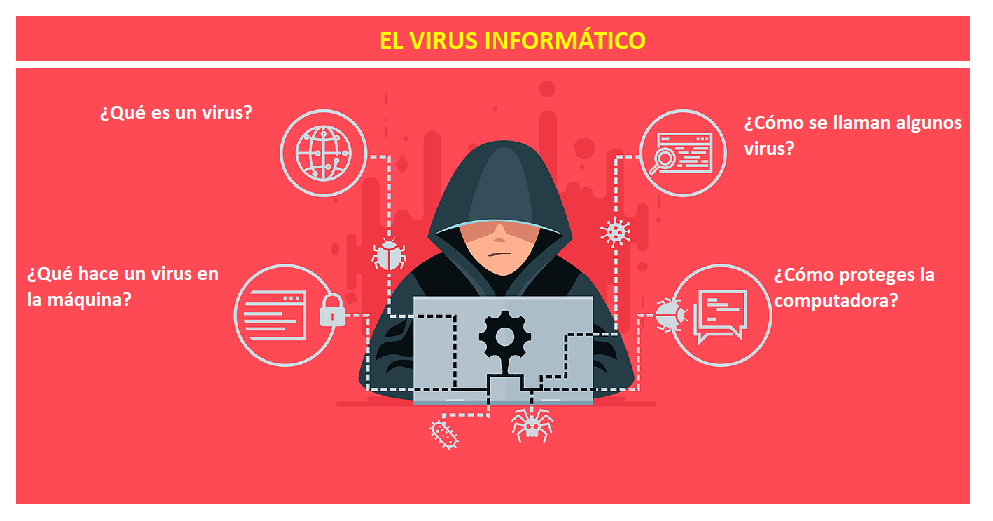 EL VIRUS INFORMÁTICO
¿Qué es un virus?
¿Cómo se llaman algunos
virus?
¿Qué hace un virus en
la máquina?
¿Cómo proteges la
computadora?